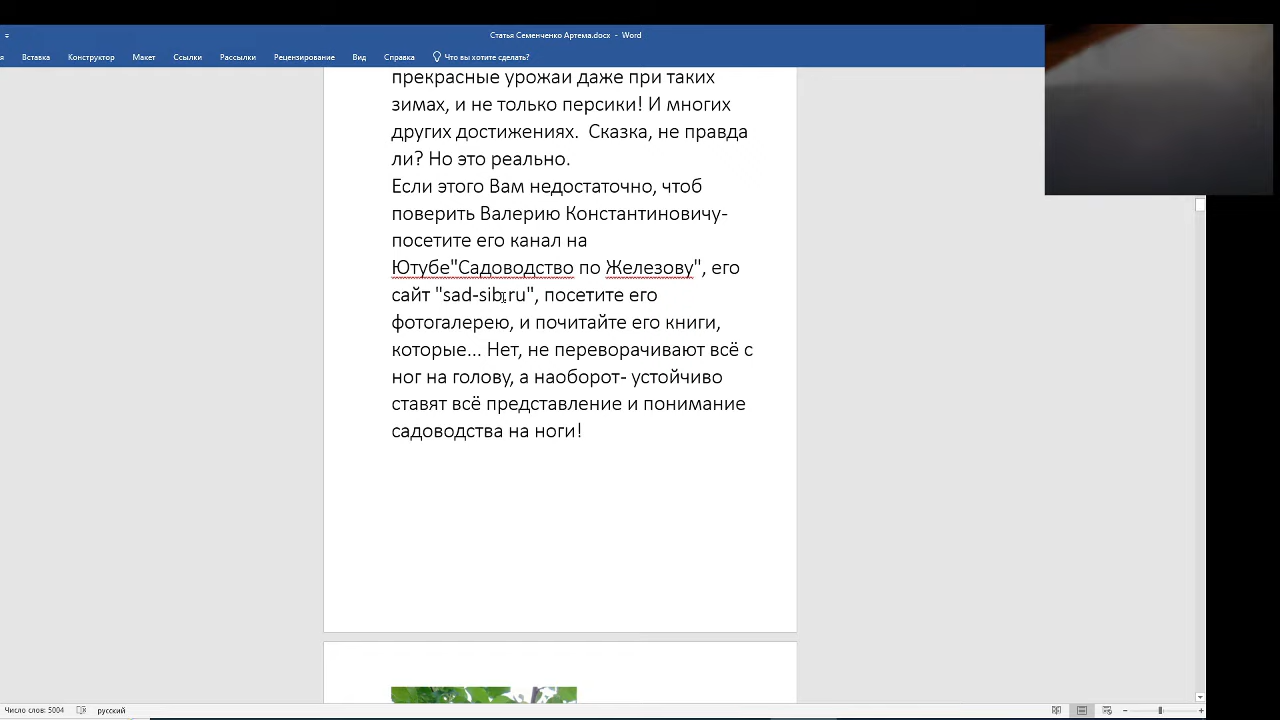 Статья Семенченко Артема.docx - Word
я Вставка Конструктор Макет Ссылки Рассылки Рецензирование Вид Справка Что вы хотите сделать?
прекрасные урожаи даже при таких
зимах, и не только персики! И многих
других достижениях. Сказка, не правда
ли? Но это реально.
Если этого Вам недостаточно, чтоб
поверить Валерию Константиновичу-
посетите его канал на
Ютубе"Садоводство по Железову", его
сайт "sad-sib.ru", посетите его
фотогалерею, и почитайте его книги,
которые... Нет, не переворачивают всё с
ног на голову, а наоборот- устойчиво
ставят всё представление и понимание
садоводства на ноги!
Число слов: 5004 русский